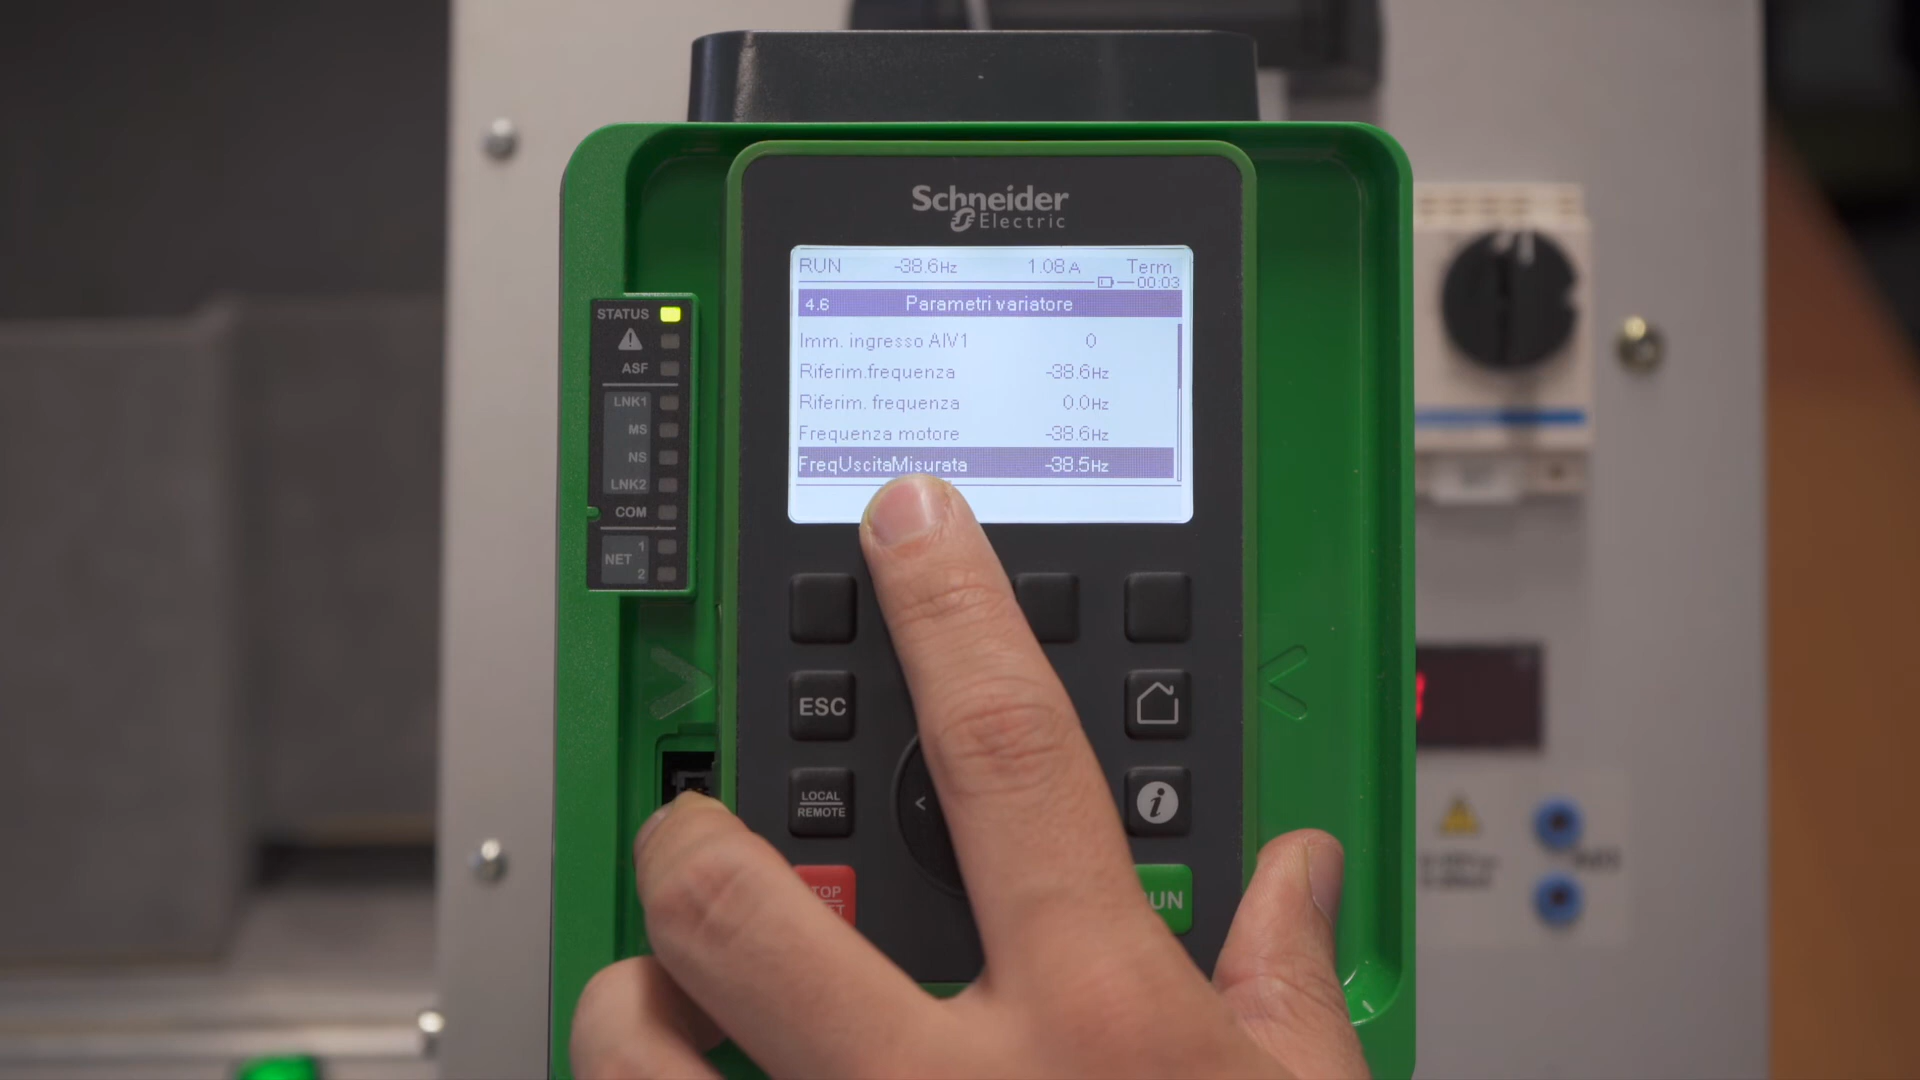 Schneider
Electric
RUN -38.6Hz 1.08A Term
00:03
4.6 Parametri variatore
Imm. ingresso AIV1 0
Riferim.frequenza -38.6Hz
Riferim. frequenza 0.0Hz
Frequenza motore -38.6Hz
FreqUscitaMisurata -38.5Hz
STATUS
ASF
LNK1
MS
NS
LNK2
COM
NET 1
2
ESC
LOCAL
REMOTE
i